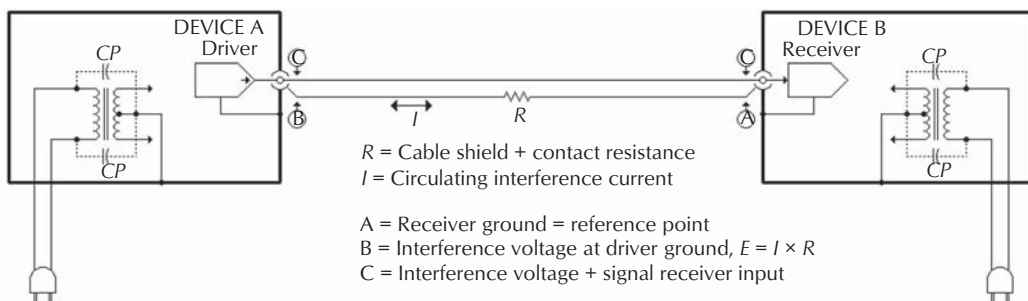 DEVICE A
Driver
CP
CP
C
B
I
R
C
A
DEVICE B
Receiver
CP
CP
R = Cable shield + contact resistance
I = Circulating interference current
A = Receiver ground = reference point
B = Interference voltage at driver ground, E = I × R
C = Interference voltage + signal receiver input